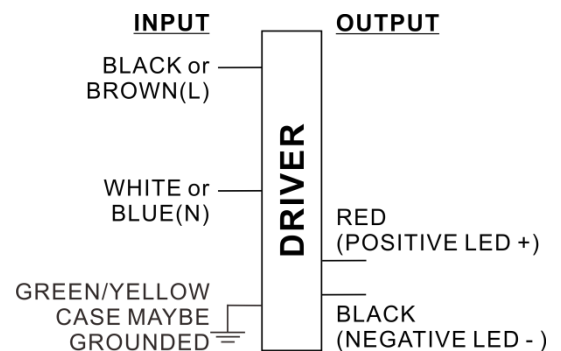 INPUT
OUTPUT
BLACK or
BROWN(L)
WHITE or
BLUE(N)
GREEN/YELLOW
CASE MAYBE
GROUNDED
DRIVER
RED
(POSITIVE LED +)
BLACK
(NEGATIVE LED - )